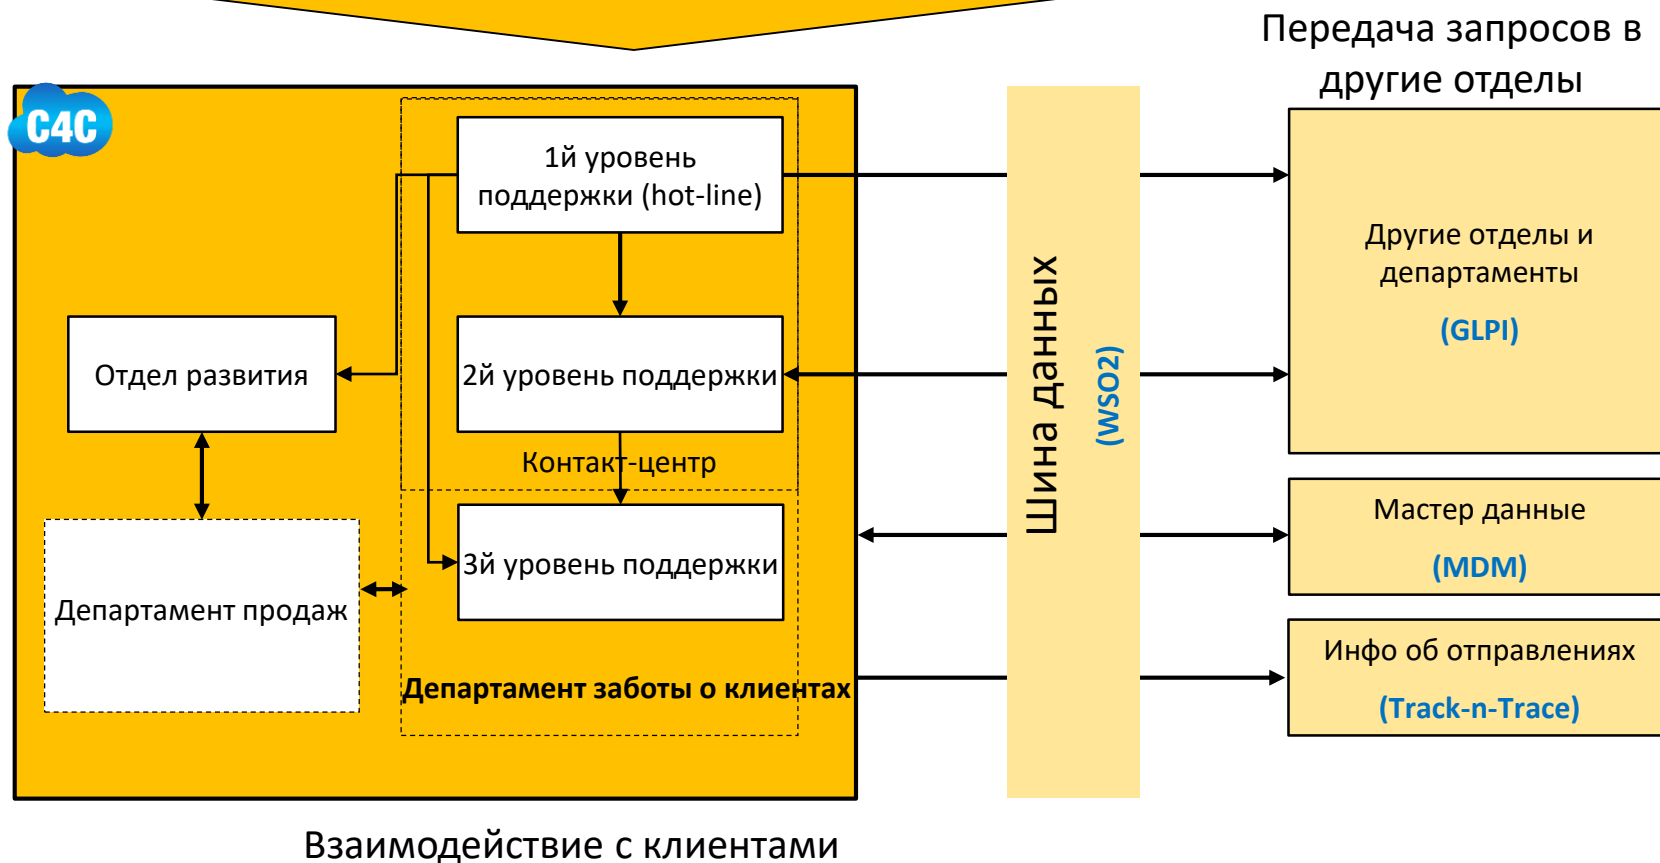 Передача запросов в
другие отделы
C4C
1й уровень
поддержки (hot-line)
Отдел развития
2й уровень поддержки
Контакт-центр
3й уровень поддержки
Департамент продаж
Департамент заботы о клиентах
Шина данных
(WSO2)
Другие отделы и
департаменты
(GLPI)
Мастер данные
(MDM)
Инфо об отправлениях
(Track-n-Trace)
Взаимодействие с клиентами